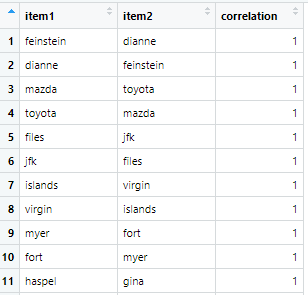 item1 item2 correlation
1 feinstein dianne 1
2 dianne feinstein 1
3 mazda toyota 1
4 toyota mazda 1
5 files jfk 1
6 jfk files 1
7 islands virgin 1
8 virgin islands 1
9 myer fort 1
10 fort myer 1
11 haspel gina 1